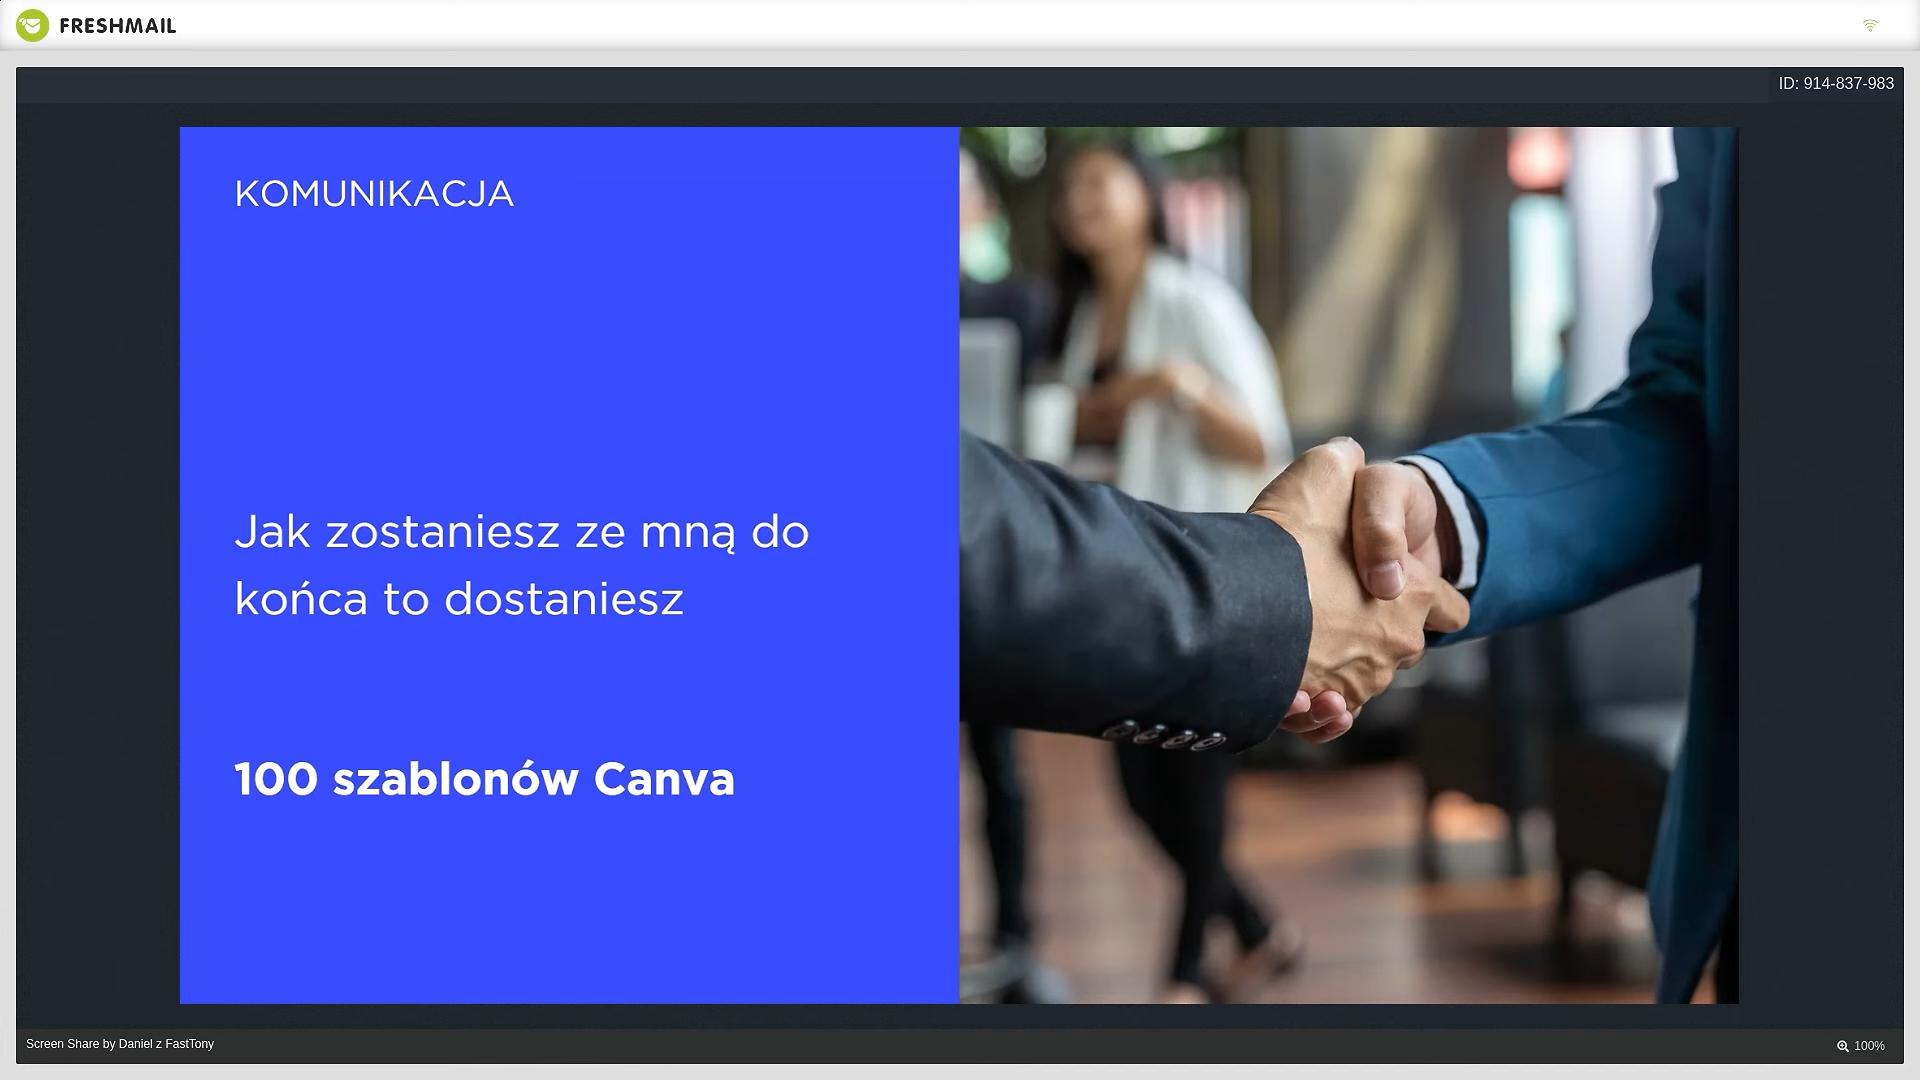 FRESHMAIL
ID: 914-837-983
KOMUNIKACJA
Jak zostaniesz ze mną do
końca to dostaniesz
100 szablonów Canva
Screen Share by Daniel z FastTony
100%